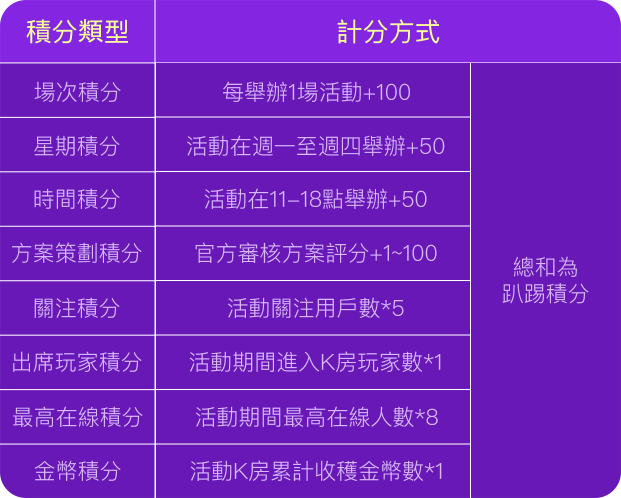 積分類型 計分方式
場次積分 每舉辦1場活動+100
星期積分 活動在週一至週四舉辦+50
時間積分 活動在11-18點舉辦+50
方案策劃積分 官方審核方案評分+1~100
關注積分 活動關注用戶數*5
出席玩家積分 活動期間進入K房玩家數*1
最高在線積分 活動期間最高在線人數*8
金幣積分 活動K房累計收穫金幣數*1
總和為
趴踢積分